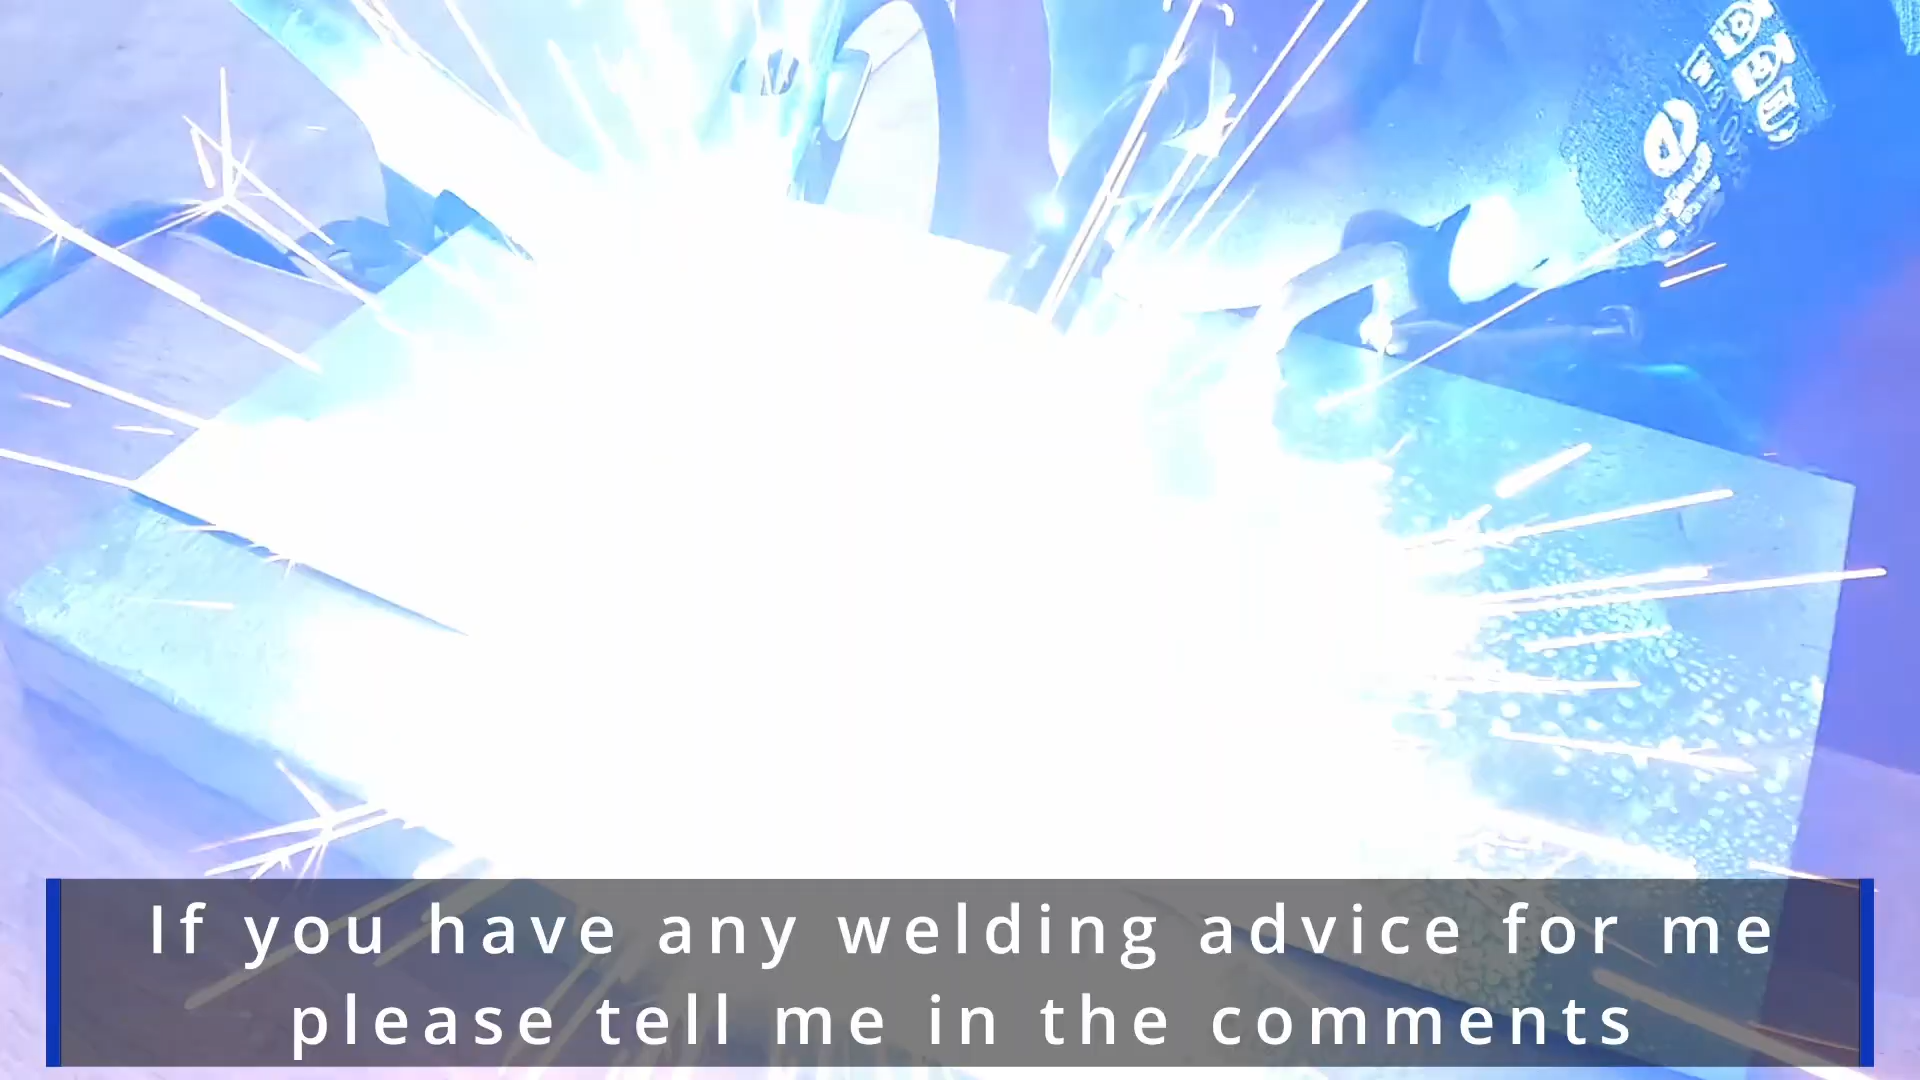 If you have any welding advice for me
please tell me in the comments